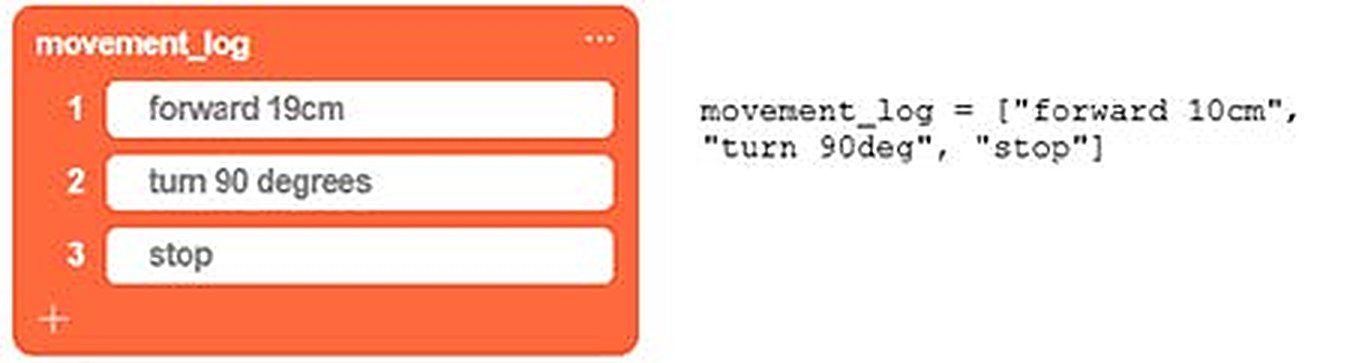 movement_log ...
1 forward 19cm
2 turn 90 degrees
3 stop
+
movement_log = ["forward 10cm",
"turn 90deg", "stop"]